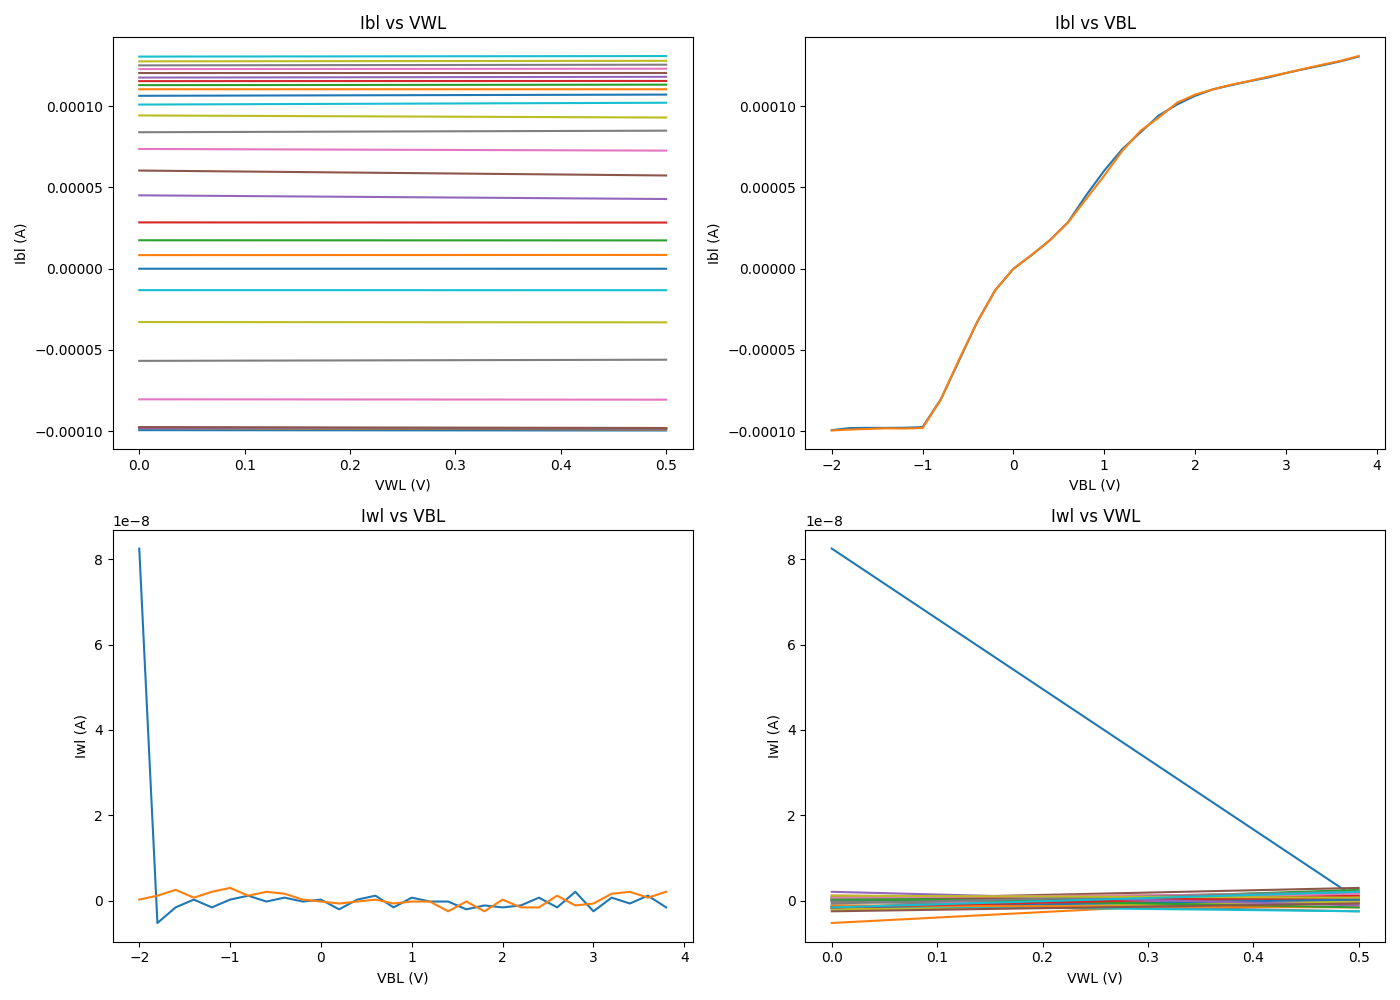 Ibl vs VWL
Ibl (A)
0.00010
0.00005
0.00000
−0.00005
−0.00010
0.0 0.1 0.2 0.3 0.4 0.5
VWL (V)
Ibl vs VBL
Ibl (A)
0.00010
0.00005
0.00000
−0.00005
−0.00010
−2 −1 0 1 2 3 4
VBL (V)
Iwl vs VBL
1e−8
Iwl (A)
8
6
4
2
0
−2 −1 0 1 2 3 4
VBL (V)
Iwl vs VWL
1e−8
Iwl (A)
8
6
4
2
0
0.0 0.1 0.2 0.3 0.4 0.5
VWL (V)